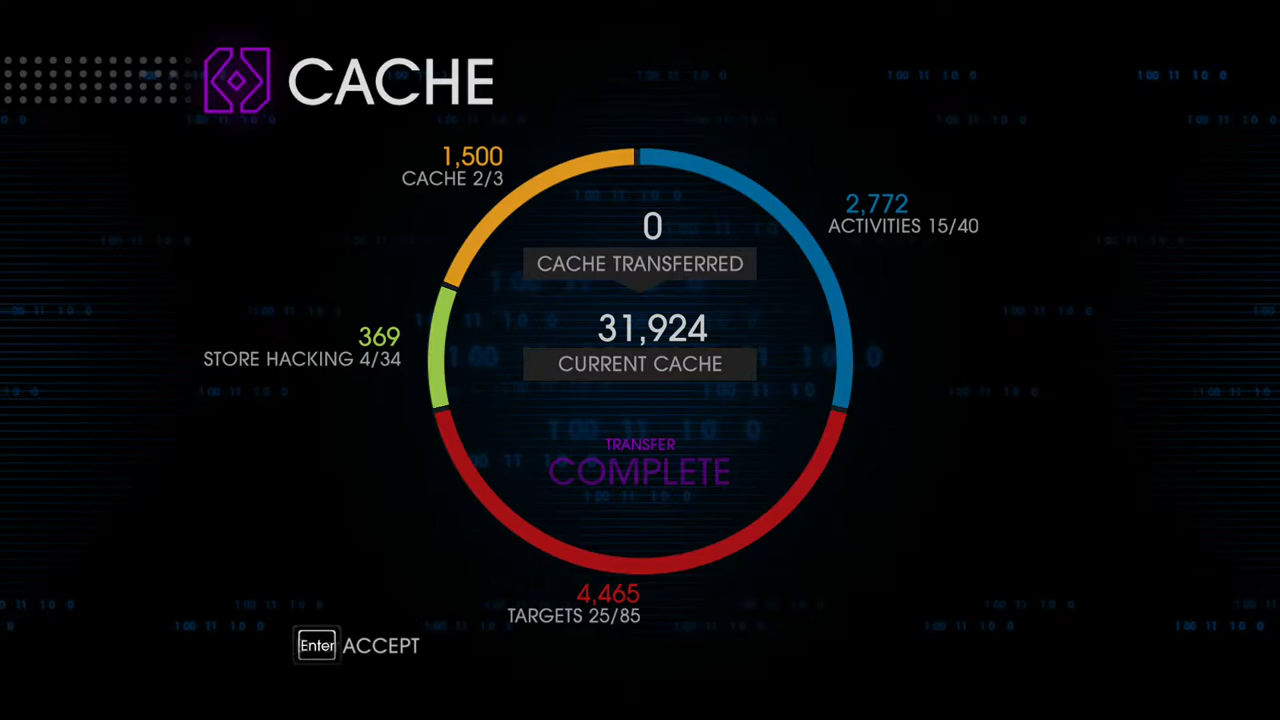 CACHE
1,500
CACHE 2/3
2,772
ACTIVITIES 15/40
0
CACHE TRANSFERRED
31,924
CURRENT CACHE
369
STORE HACKING 4/34
TRANSFER
COMPLETE
4,465
TARGETS 25/85
Enter ACCEPT